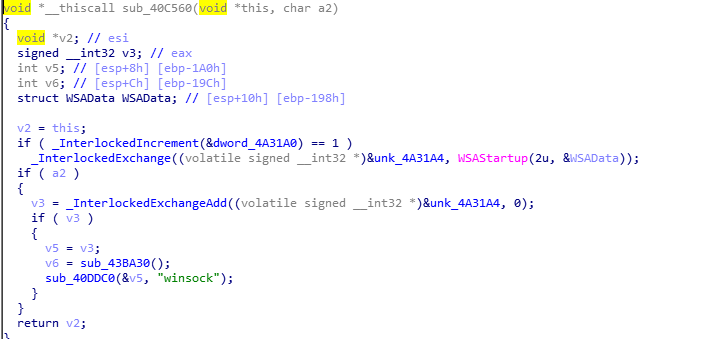 void *__thiscall sub_40C560(void *this, char a2)
{
void *v2; // esi
signed __int32 v3; // eax
int v5; // [esp+8h] [ebp-1A0h]
int v6; // [esp+Ch] [ebp-19Ch]
struct WSAData WSAData; // [esp+10h] [ebp-198h]
v2 = this;
if ( _InterlockedIncrement(&dword_4A31A0) == 1 )
_InterlockedExchange((volatile signed __int32 *)&unk_4A31A4, WSAStartup(2u, &WSAData));
if ( a2 )
{
v3 = _InterlockedExchangeAdd((volatile signed __int32 *)&unk_4A31A4, 0);
if ( v3 )
{
v5 = v3;
v6 = sub_43BA30();
sub_40DDC0(&v5, "winsock");
}
}
return v2;
}